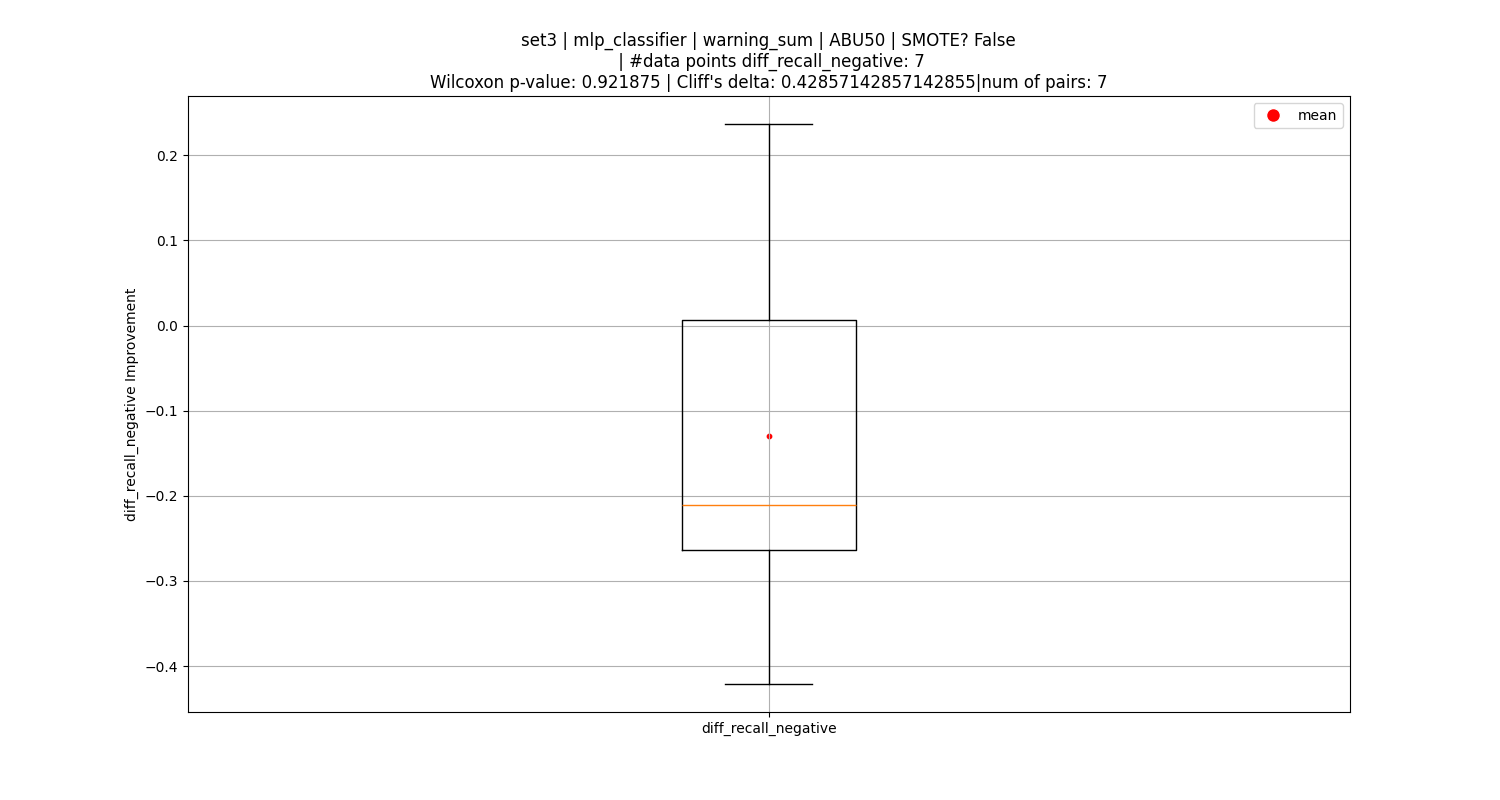 set3 | mlp_classifier | warning_sum | ABU50 | SMOTE? False
| #data points diff_recall_negative: 7
Wilcoxon p-value: 0.921875 | Cliff's delta: 0.42857142857142855|num of pairs: 7
mean
0.2
0.1
0.0
−0.1
−0.2
−0.3
−0.4
diff_recall_negative Improvement
diff_recall_negative